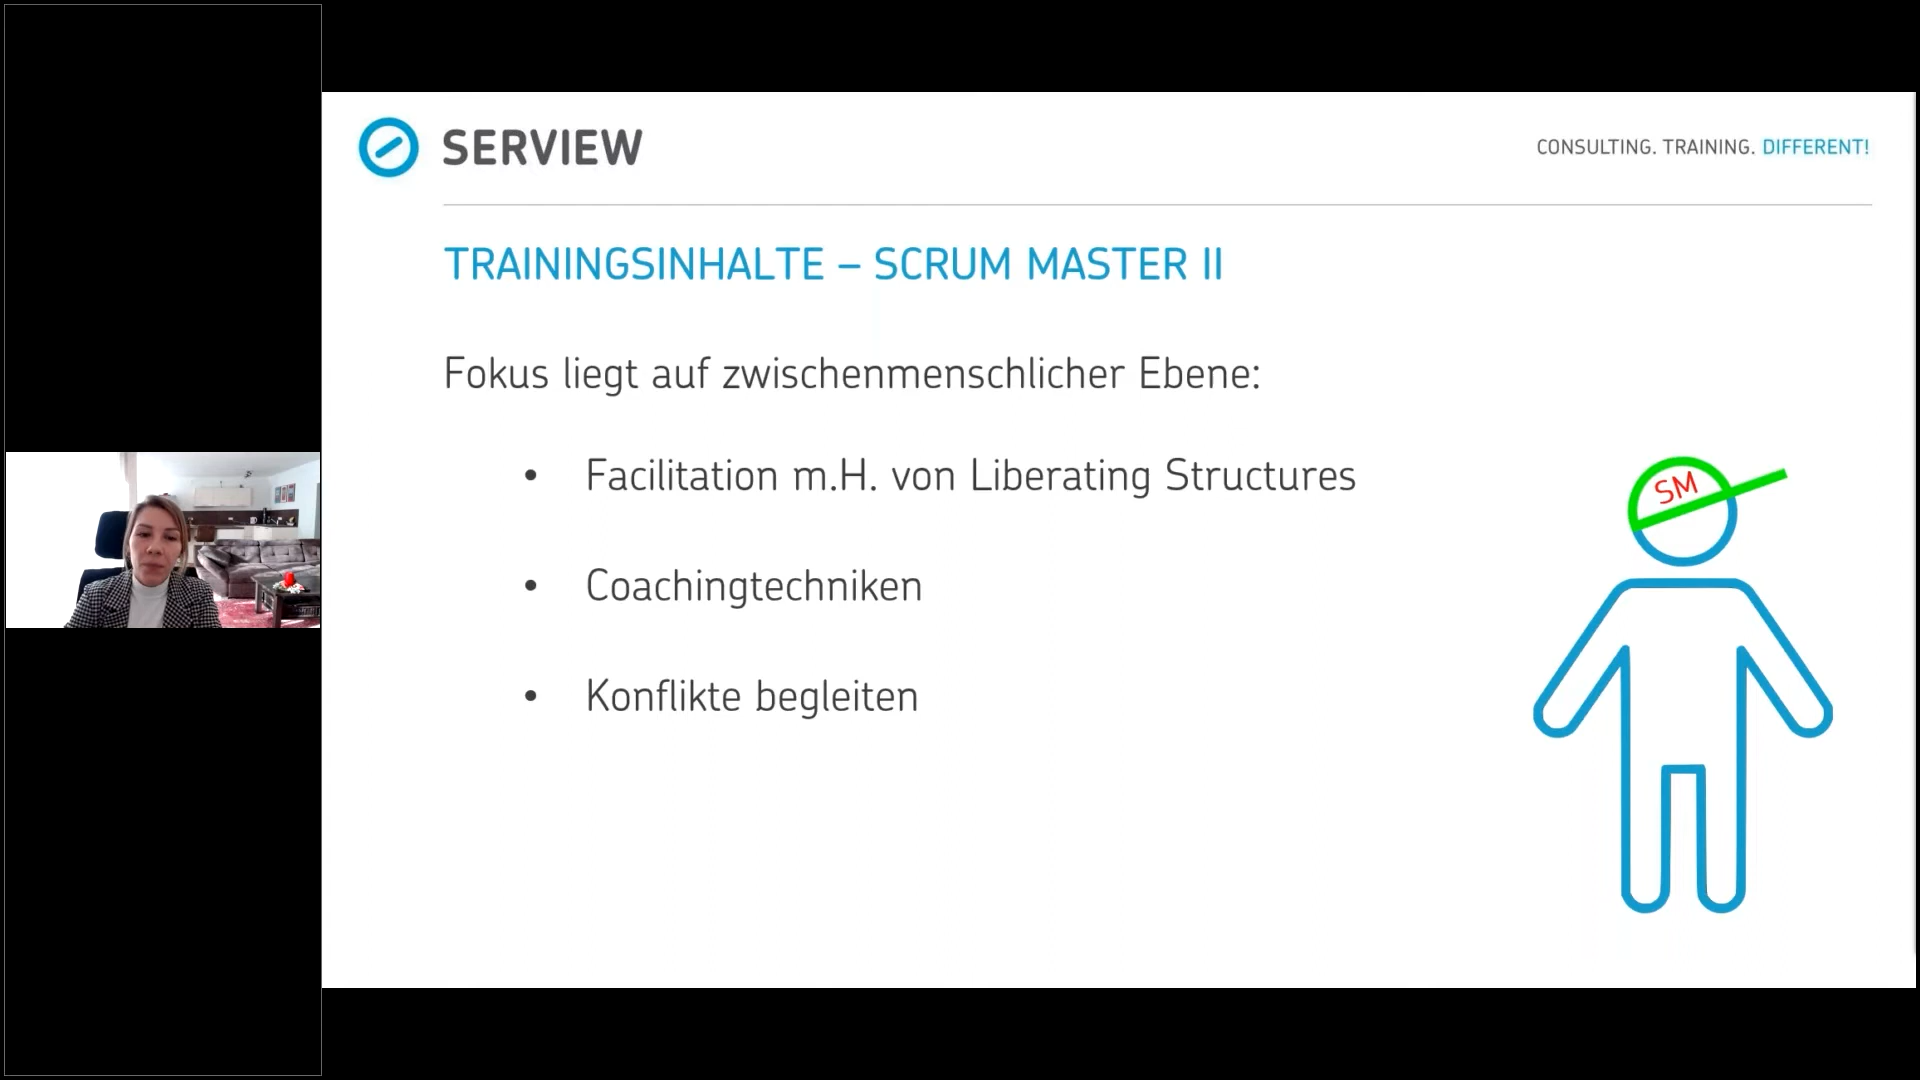 SERVIEW
CONSULTING. TRAINING. DIFFERENT!
TRAININGSINHALTE – SCRUM MASTER II
Fokus liegt auf zwischenmenschlicher Ebene:
• Facilitation m.H. von Liberating Structures
SM
• Coachingtechniken
• Konflikte begleiten